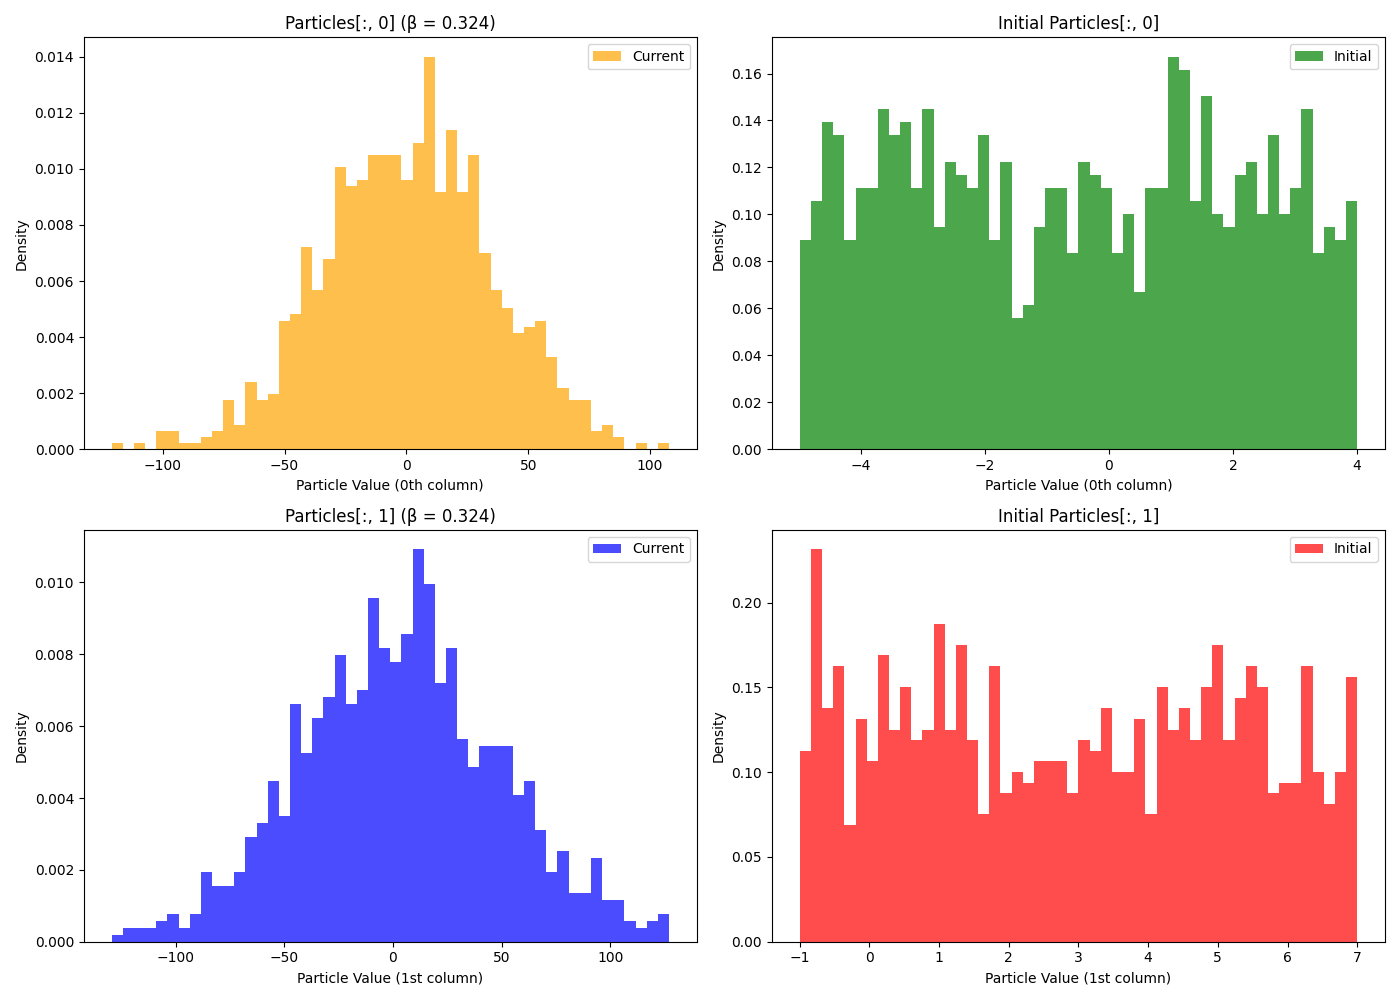 Particles[:, 0] (β = 0.324)
Current
Density
0.014
0.012
0.010
0.008
0.006
0.004
0.002
0.000
−100 −50 0 50 100
Particle Value (0th column)
Initial Particles[:, 0]
Initial
Density
0.16
0.14
0.12
0.10
0.08
0.06
0.04
0.02
0.00
−4 −2 0 2 4
Particle Value (0th column)
Particles[:, 1] (β = 0.324)
Current
Density
0.010
0.008
0.006
0.004
0.002
0.000
−100 −50 0 50 100
Particle Value (1st column)
Initial Particles[:, 1]
Initial
Density
0.20
0.15
0.10
0.05
0.00
−1 0 1 2 3 4 5 6 7
Particle Value (1st column)